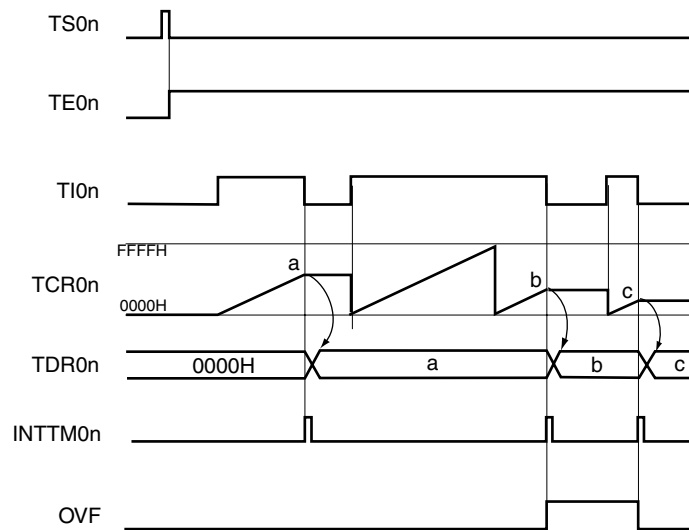 TS0n
TE0n
TI0n
FFFFH
a
b
c
TCR0n
0000H
TDR0n
0000H
a
b
c
INTTM0n
OVF